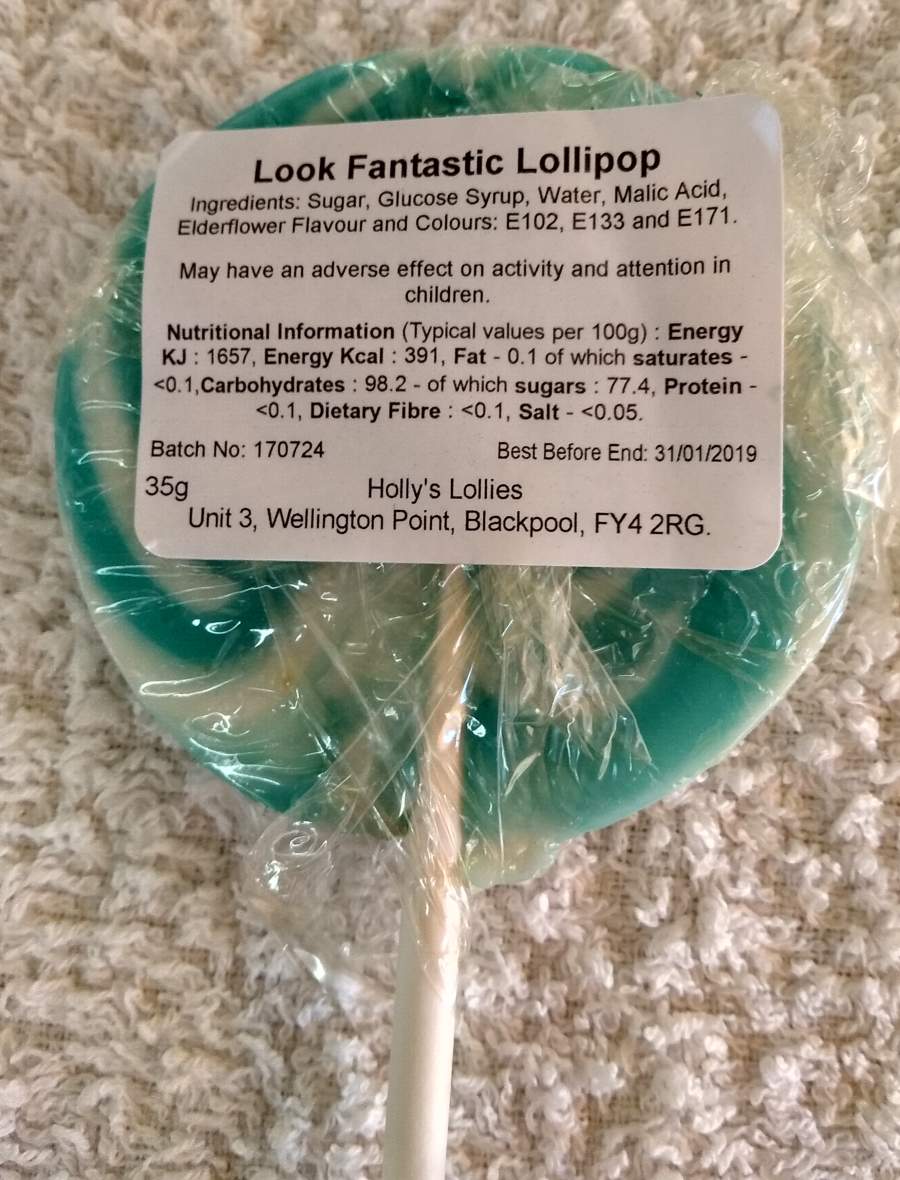 Look Fantastic Lollipop
Ingredients: Sugar, Glucose Syrup, Water, Malic Acid,
Elderflower Flavour and Colours: E102, E133 and E171.
May have an adverse effect on activity and attention in
children.
Nutritional Information (Typical values per 100g) : Energy
KJ : 1657, Energy Kcal : 391, Fat - 0.1 of which saturates -
<0.1,Carbohydrates : 98.2 - of which sugars : 77.4, Protein -
<0.1, Dietary Fibre : <0.1, Salt - <0.05.
Batch No: 170724 Best Before End: 31/01/2019
35g Holly's Lollies
Unit 3, Wellington Point, Blackpool, FY4 2RG.